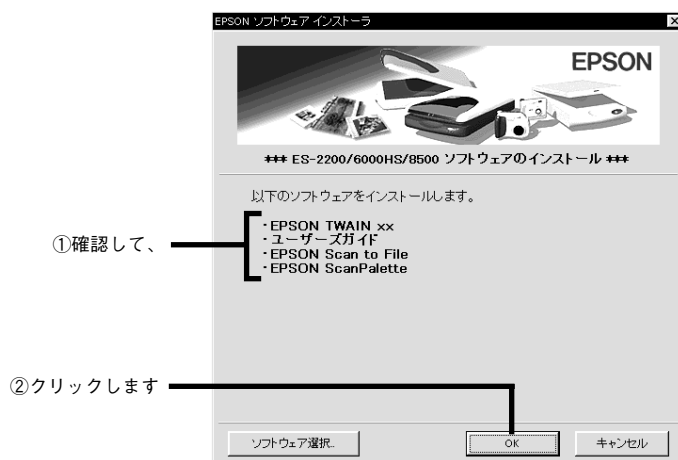 EPSON ソフトウェア インストーラ
EPSON
*** ES-2200/6000HS/8500 ソフトウェアのインストール ***
以下のソフトウェアをインストールします。
・EPSON TWAIN xx
・ユーザーズガイド
・EPSON Scan to File
・EPSON ScanPalette
①確認して、
②クリックします
ソフトウェア選択..
OK
キャンセル